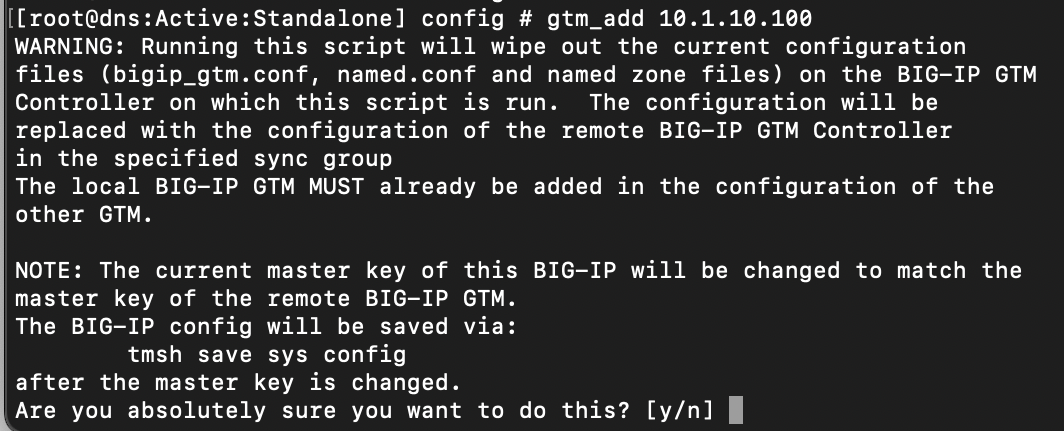 [[root@dns:Active:Standalone] config # gtm_add 10.1.10.100
WARNING: Running this script will wipe out the current configuration
files (bigip_gtm.conf, named.conf and named zone files) on the BIG-IP GTM
Controller on which this script is run.  The configuration will be
replaced with the configuration of the remote BIG-IP GTM Controller
in the specified sync group
The local BIG-IP GTM MUST already be added in the configuration of the
other GTM.

NOTE: The current master key of this BIG-IP will be changed to match the
master key of the remote BIG-IP GTM.
The BIG-IP config will be saved via:
        tmsh save sys config
after the master key is changed.
Are you absolutely sure you want to do this? [y/n]